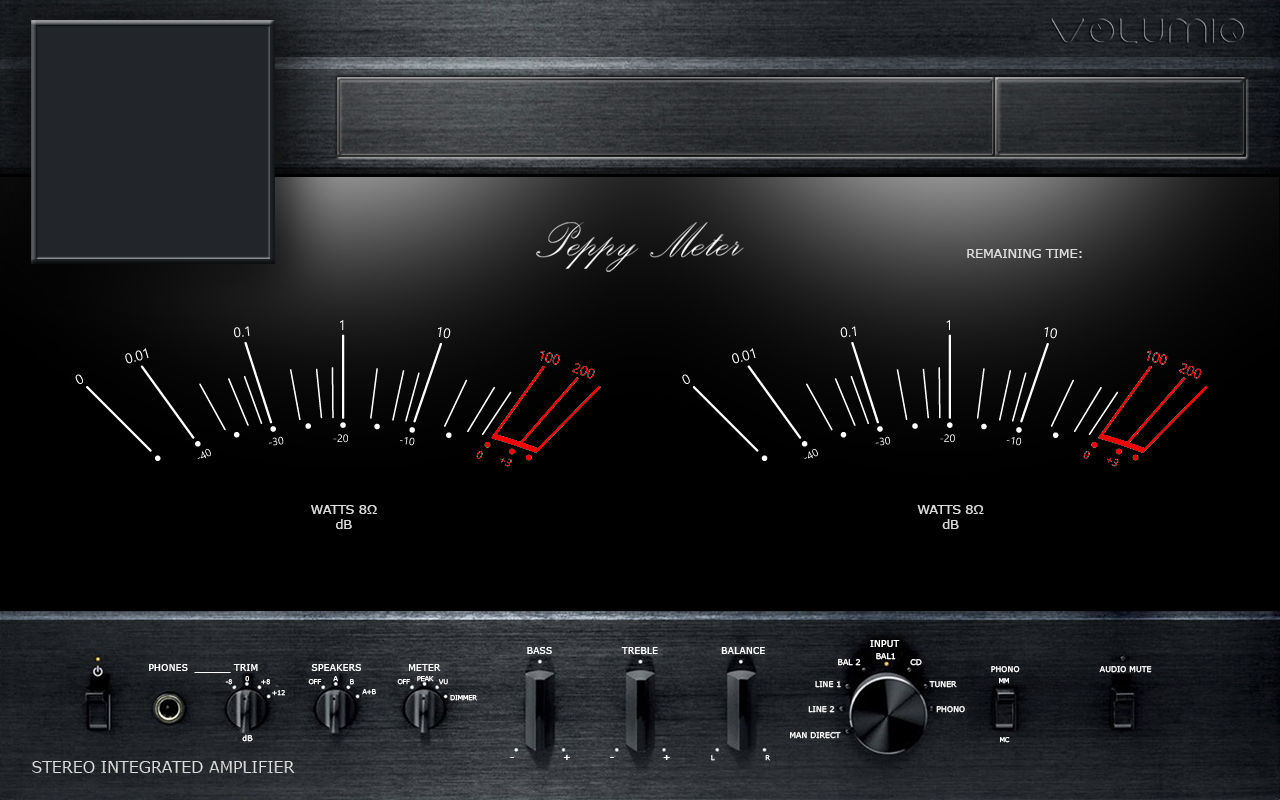 VOLUMIO
Peppy Meter
REMAINING TIME:
0 0.01 0.1 1 10 100 200
-40 -30 -20 -10 0 +3
WATTS 8Ω
dB
0 0.01 0.1 1 10 100 200
-40 -30 -20 -10 0 +3
WATTS 8Ω
dB
PHONES
TRIM
-8 0 +8
+12
dB
SPEAKERS
OFF A B
A+B
METER
OFF PEAK VU
DIMMER
BASS
- +
TREBLE
- +
BALANCE
L R
INPUT
BAL1
BAL 2 CD
LINE 1 TUNER
LINE 2 PHONO
MAN DIRECT
PHONO
MM
MC
AUDIO MUTE
STEREO INTEGRATED AMPLIFIER